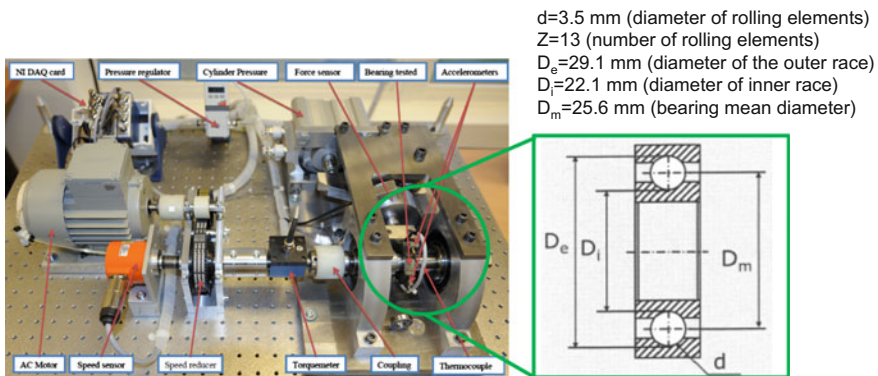 d=3.5 mm (diameter of rolling elements)
Z=13 (number of rolling elements)
Dₑ=29.1 mm (diameter of the outer race)
Dᵢ=22.1 mm (diameter of inner race)
Dₘ=25.6 mm (bearing mean diameter)
NI DAQ card
Pressure regulator
Cylinder Pressure
Force sensor
Bearing tested
Accelerometers
Dₑ
Dᵢ
Dₘ
d
AC Motor
Speed sensor
Speed reducer
Torquemeter
Coupling
Thermocouple